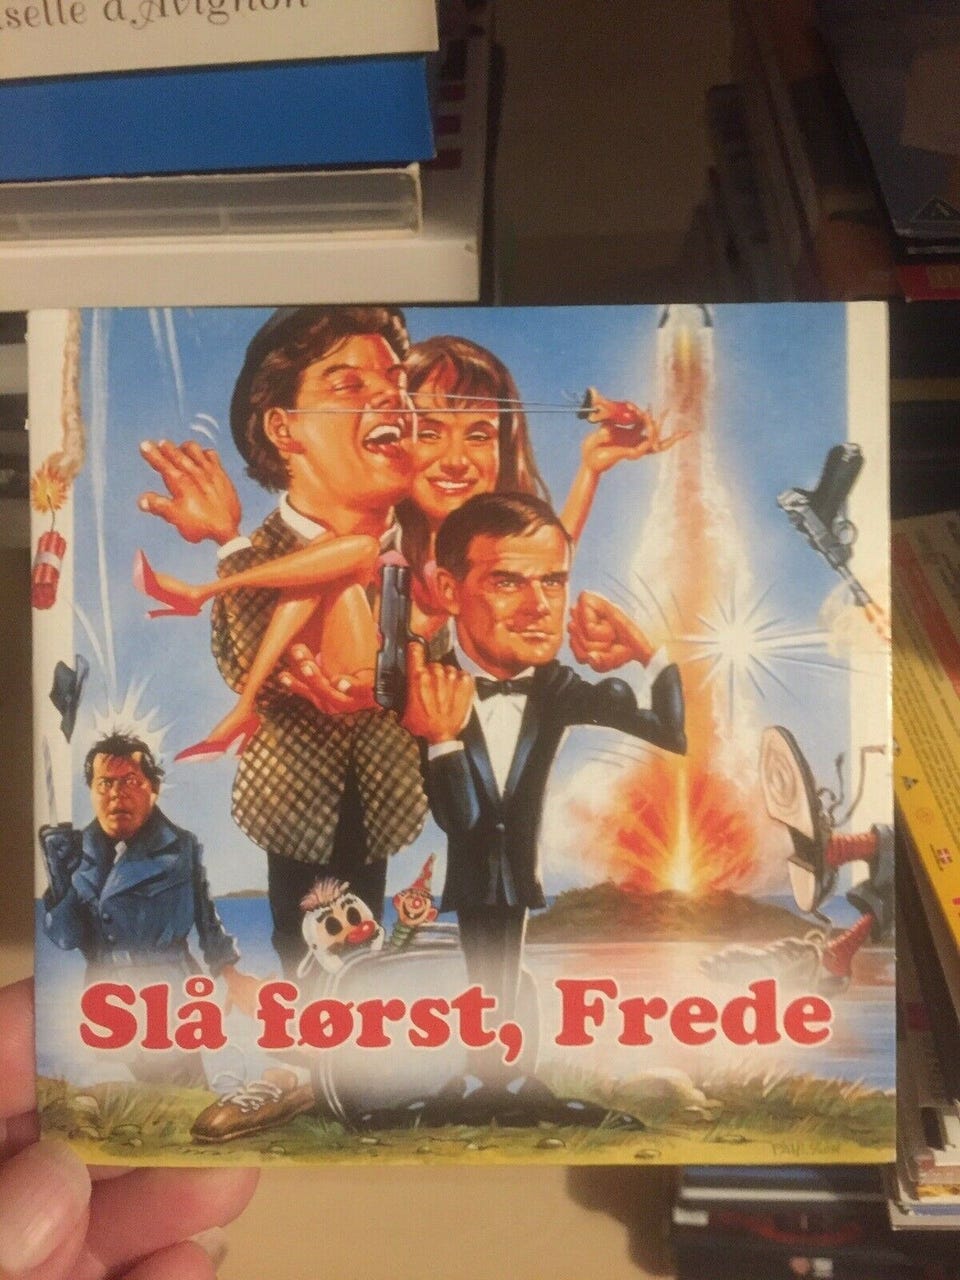 selle d'Avignon
Slå først, Frede